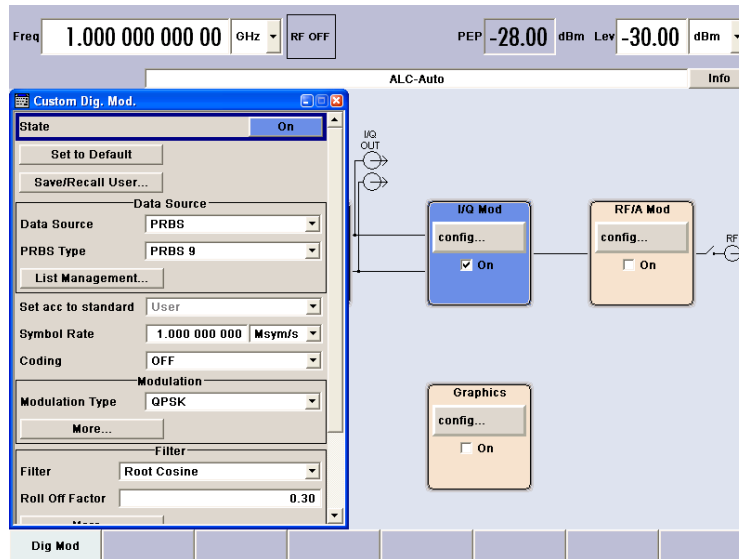 Freq 1.000 000 000 00 GHz RF OFF PEP -28.00 dBm Lev -30.00 dBm
ALC-Auto Info
Custom Dig. Mod.
State On
Set to Default
Save/Recall User...
Data Source
Data Source PRBS
PRBS Type PRBS 9
List Management...
Set acc to standard User
Symbol Rate 1.000 000 000 Msym/s
Coding OFF
Modulation
Modulation Type QPSK
More...
Filter
Filter Root Cosine
Roll Off Factor 0.30
I/Q
OUT
I/Q Mod
config...
On
RF/A Mod
config...
On
RF
Graphics
config...
On
Dig Mod